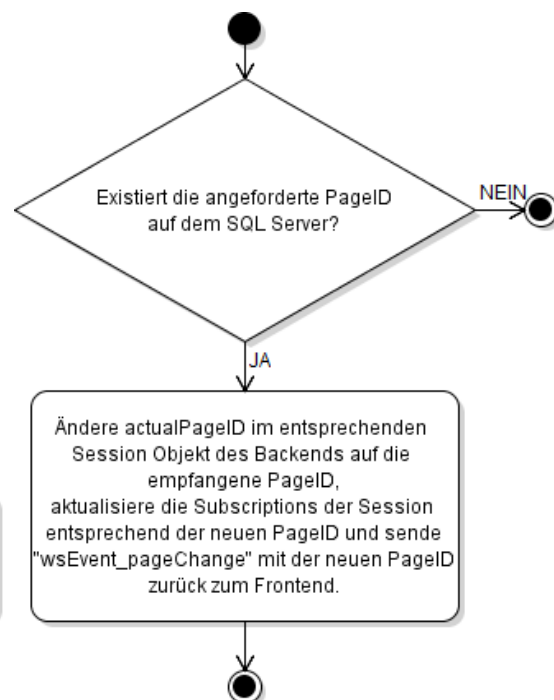 Existiert die angeforderte PageID
auf dem SQL Server?
NEIN
JA
Ändere actualPageID im entsprechenden
Session Objekt des Backends auf die
empfangene PageID,
aktualisiere die Subscriptions der Session
entsprechend der neuen PageID und sende
"wsEvent_pageChange" mit der neuen PageID
zurück zum Frontend.